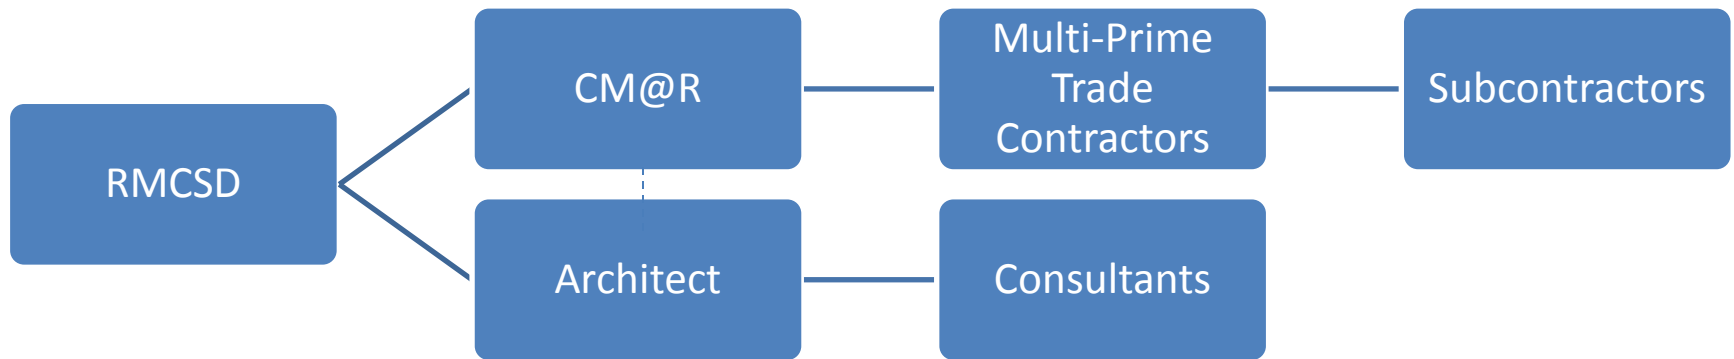 RMCSD
CM@R
Multi-Prime
Trade
Contractors
Subcontractors
Architect
Consultants